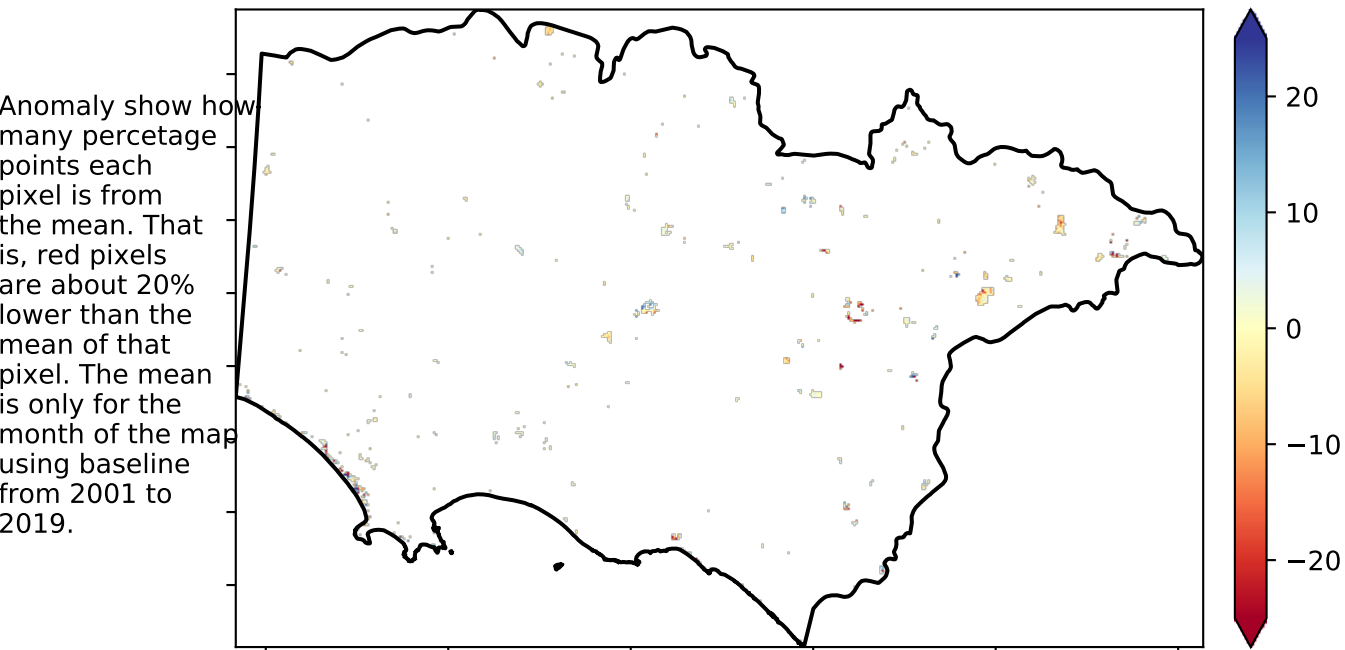 Anomaly show how
many percetage
points each
pixel is from
the mean. That
is, red pixels
are about 20%
lower than the
mean of that
pixel. The mean
is only for the
month of the map
using baseline
from 2001 to
2019.
20
10
0
−10
−20